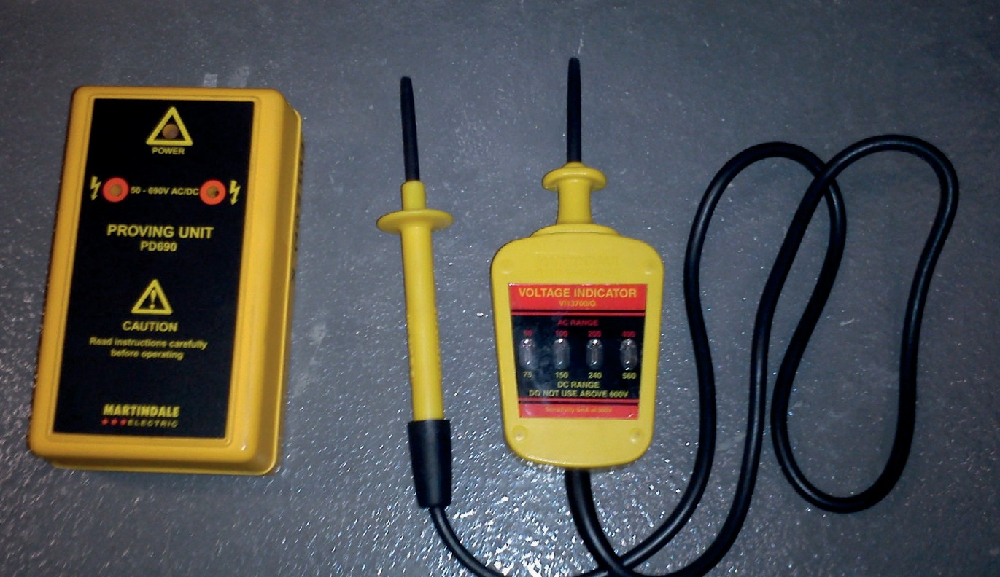 POWER
50 - 690V AC/DC
PROVING UNIT
PD690
CAUTION
Read instructions carefully
before operating
MARTINDALE
ELECTRIC
VOLTAGE INDICATOR
VI13700/G
AC RANGE
50 100 200 400
75 150 240 560
DC RANGE
DO NOT USE ABOVE 600V